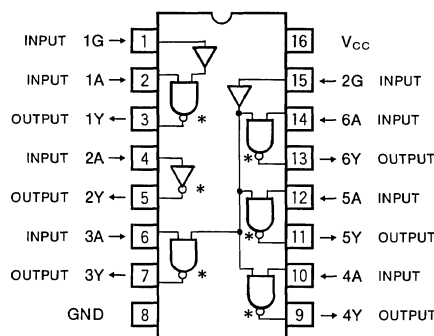 INPUT 1G → 1
INPUT 1A → 2
OUTPUT 1Y ← 3
INPUT 2A → 4
OUTPUT 2Y ← 5
INPUT 3A → 6
OUTPUT 3Y ← 7
GND 8
16 VCC
15 ← 2G INPUT
14 ← 6A INPUT
13 → 6Y OUTPUT
12 ← 5A INPUT
11 → 5Y OUTPUT
10 ← 4A INPUT
9 → 4Y OUTPUT
*
*
*
*
*
*